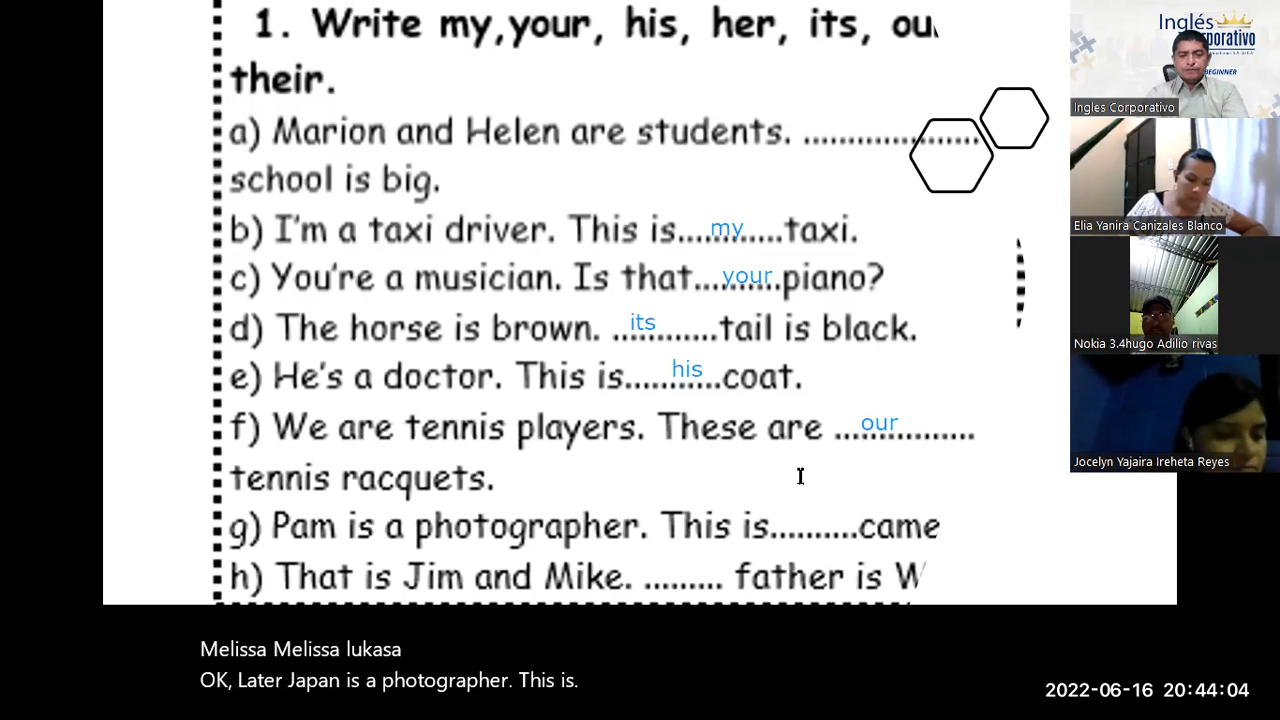 1. Write my,your, his, her, its, ou
their.
a) Marion and Helen are students. ........................
school is big.
b) I'm a taxi driver. This is....my......taxi.
c) You're a musician. Is that...your.piano?
d) The horse is brown. ..its.........tail is black.
e) He's a doctor. This is......his...coat.
f) We are tennis players. These are ...our...........
tennis racquets.
g) Pam is a photographer. This is..........came
h) That is Jim and Mike. ......... father is W
Inglés
Corporativo
BEGINNER
Ingles Corporativo
Elia Yanira Canizales Blanco
Nokia 3.4hugo Adilio rivas
Jocelyn Yajaira Ireheta Reyes
Melissa Melissa lukasa
OK, Later Japan is a photographer. This is.
2022-06-16 20:44:04